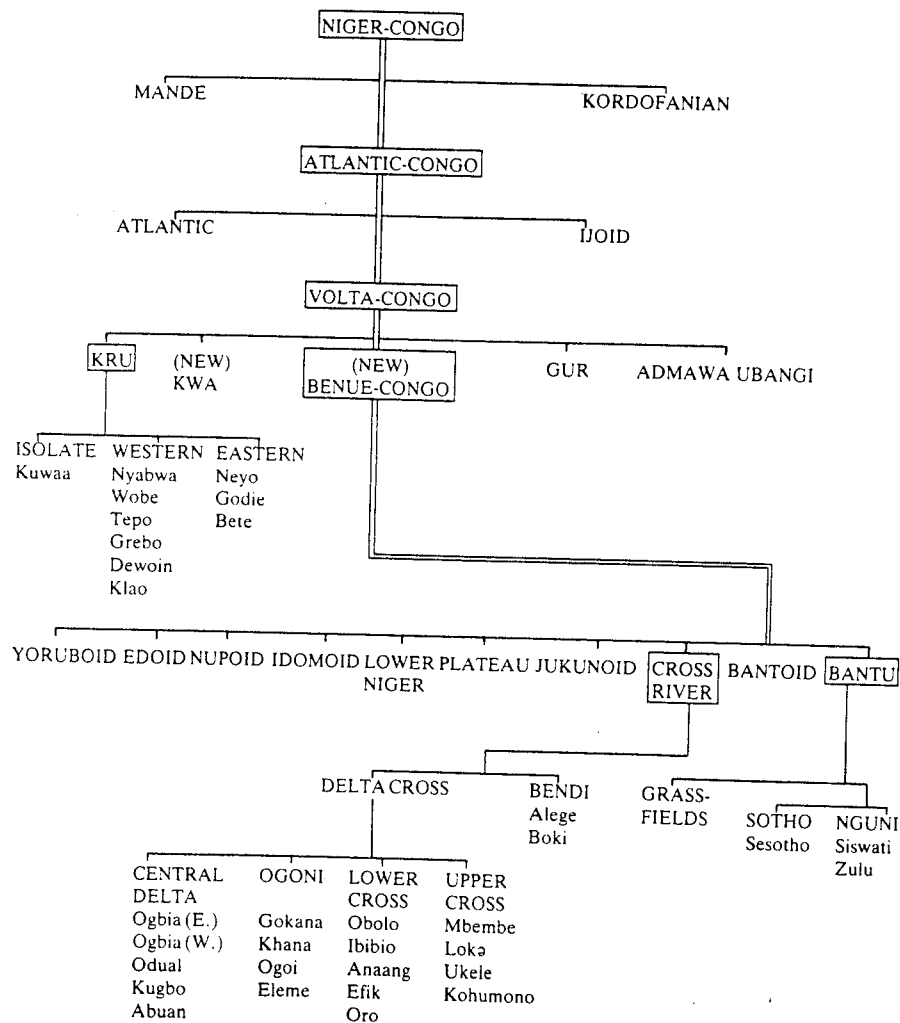 NIGER-CONGO
MANDE
KORDOFANIAN
ATLANTIC-CONGO
ATLANTIC
IJOID
VOLTA-CONGO
KRU
(NEW)
KWA
(NEW)
BENUE-CONGO
GUR
ADMAWA UBANGI
ISOLATE
Kuwaa
WESTERN
Nyabwa
Wobe
Tepo
Grebo
Dewoin
Klao
EASTERN
Neyo
Godie
Bete
YORUBOID
EDOID
NUPOID
IDOMOID
LOWER
NIGER
PLATEAU
JUKUNOID
CROSS
RIVER
BANTOID
BANTU
DELTA CROSS
BENDI
Alege
Boki
GRASS-
FIELDS
SOTHO
Sesotho
NGUNI
Siswati
Zulu
CENTRAL
DELTA
Ogbia (E.)
Ogbia (W.)
Odual
Kugbo
Abuan
OGONI
Gokana
Khana
Ogoi
Eleme
LOWER
CROSS
Obolo
Ibibio
Anaang
Efik
Oro
UPPER
CROSS
Mbembe
Lokə
Ukele
Kohumono